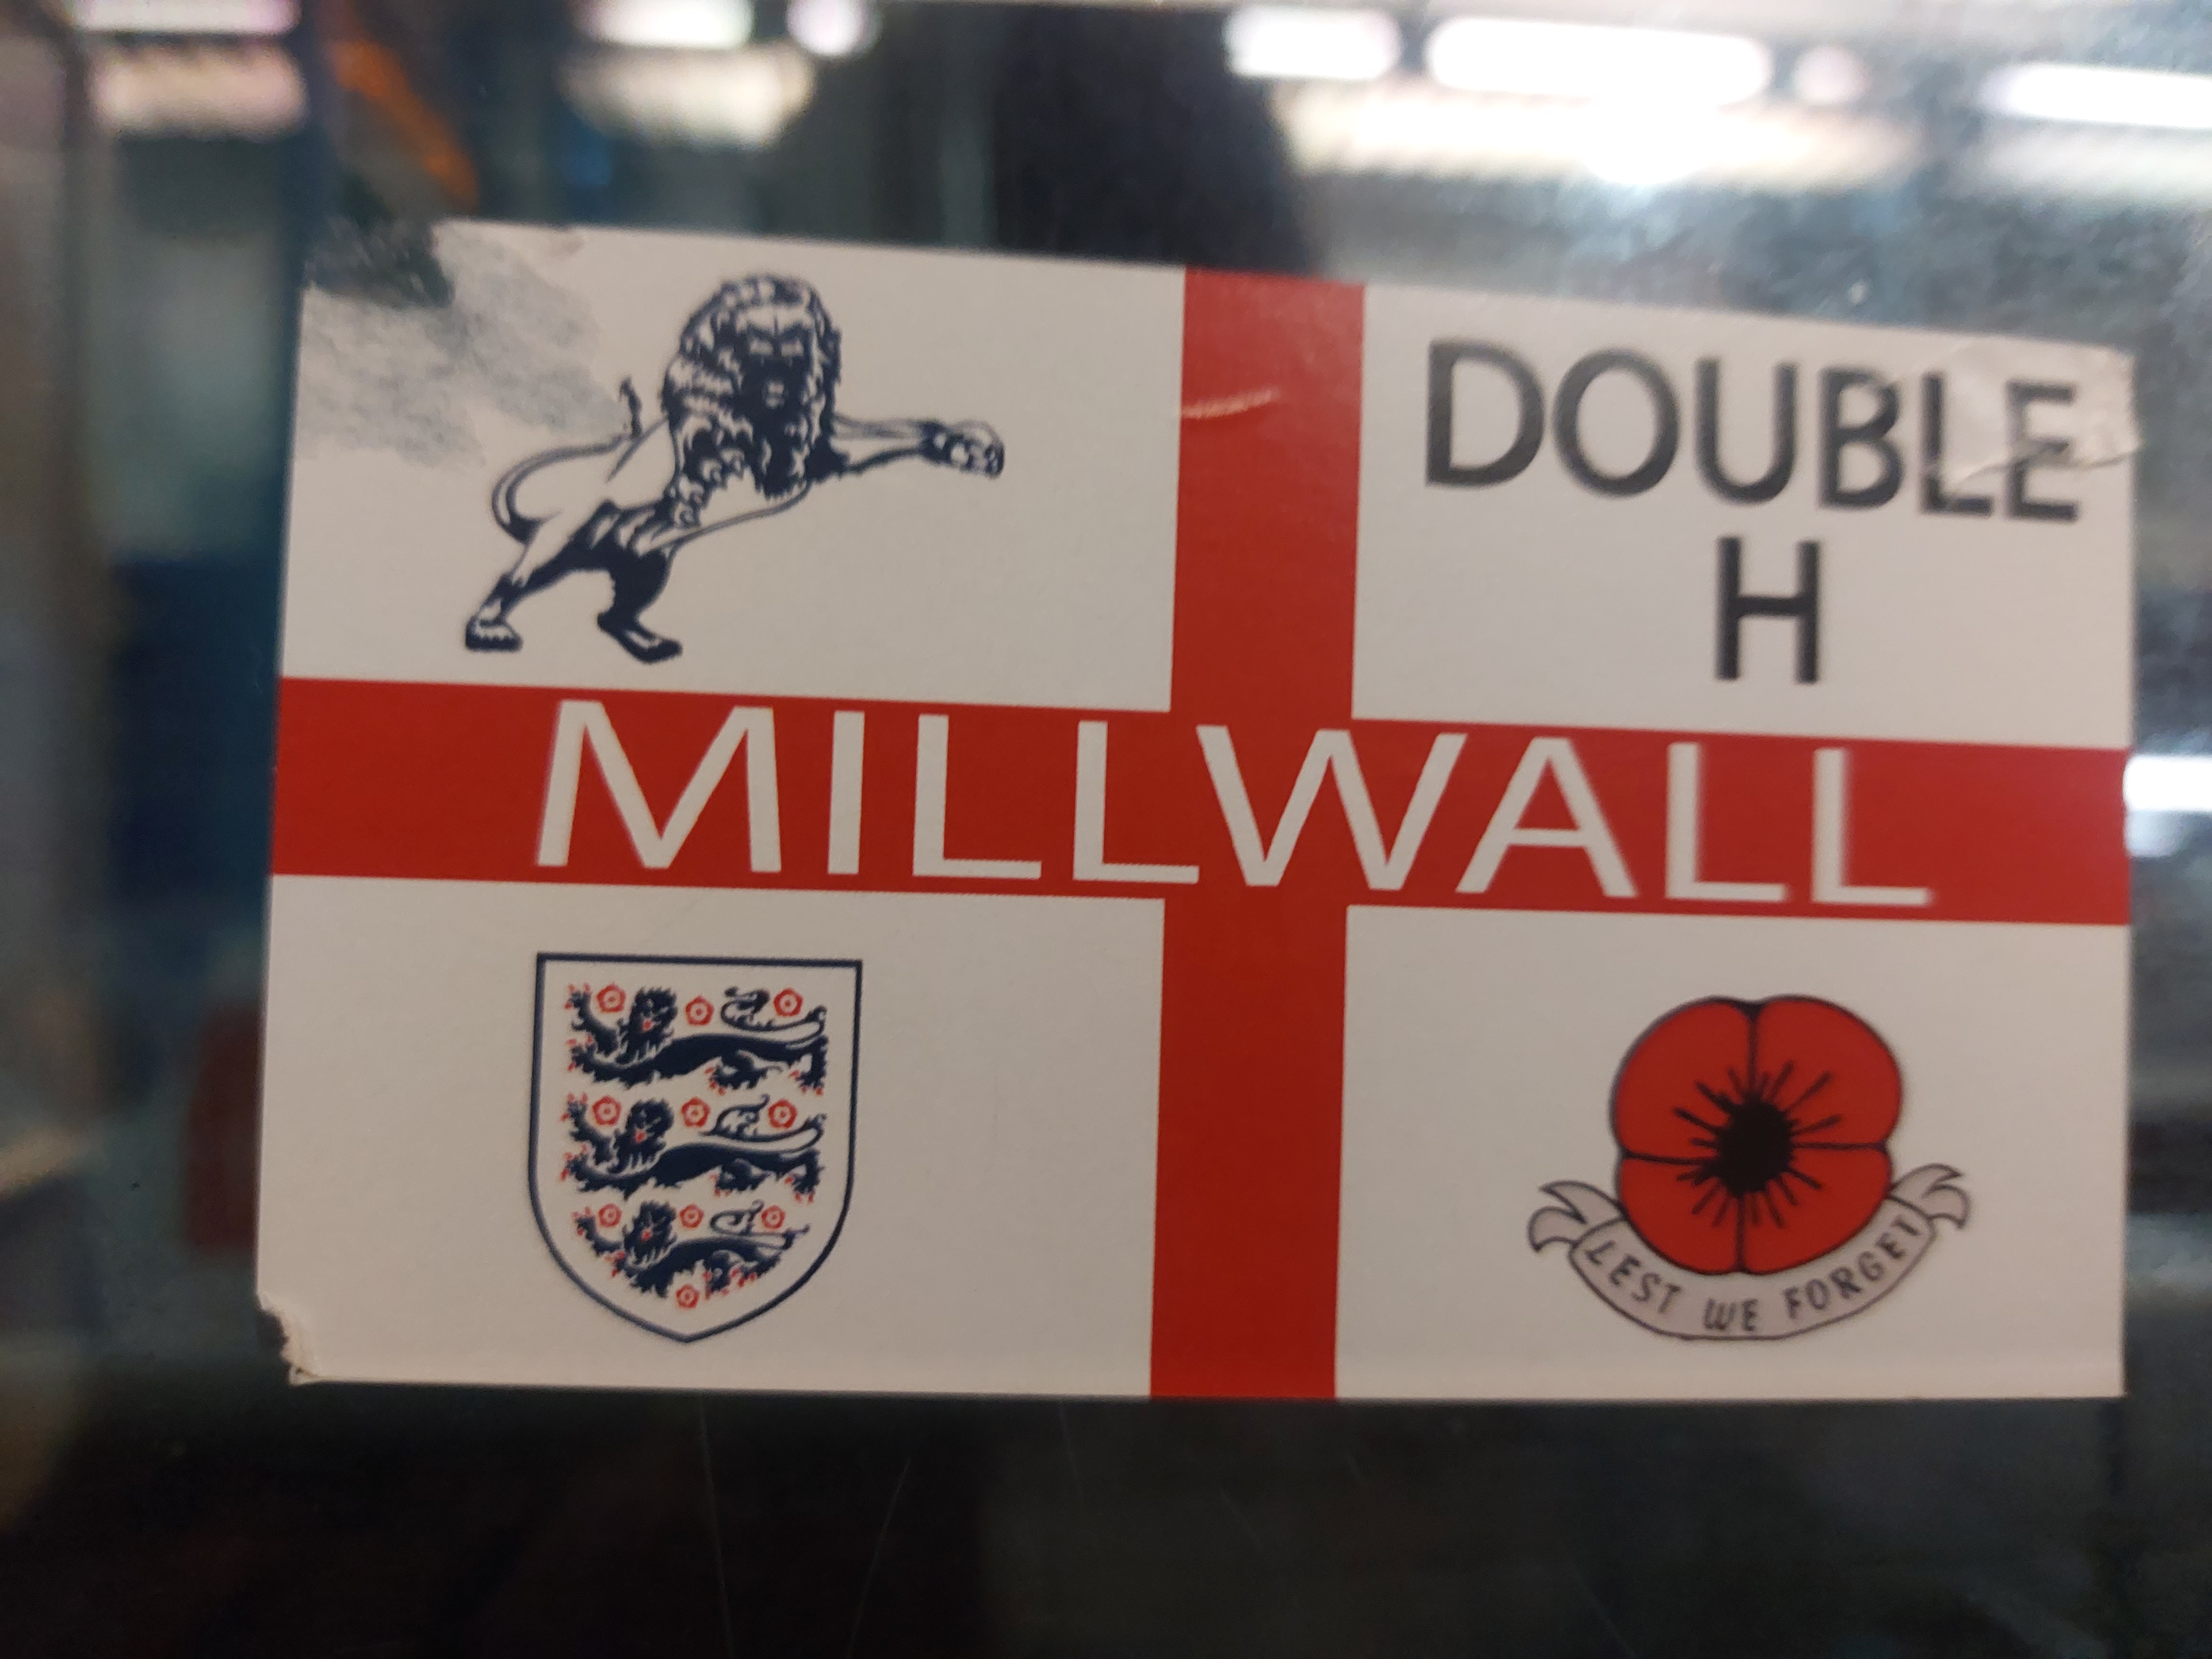 DOUBLE
H
MILLWALL
LEST WE FORGET